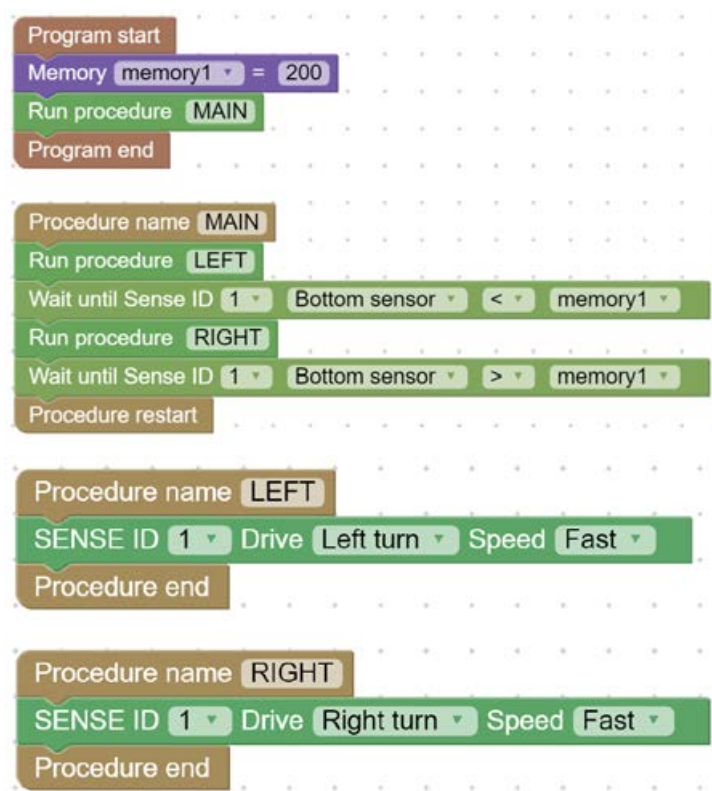 Program start
Memory memory1 = 200
Run procedure MAIN
Program end
Procedure name MAIN
Run procedure LEFT
Wait until Sense ID 1 Bottom sensor < memory1
Run procedure RIGHT
Wait until Sense ID 1 Bottom sensor > memory1
Procedure restart
Procedure name LEFT
SENSE ID 1 Drive Left turn Speed Fast
Procedure end
Procedure name RIGHT
SENSE ID 1 Drive Right turn Speed Fast
Procedure end